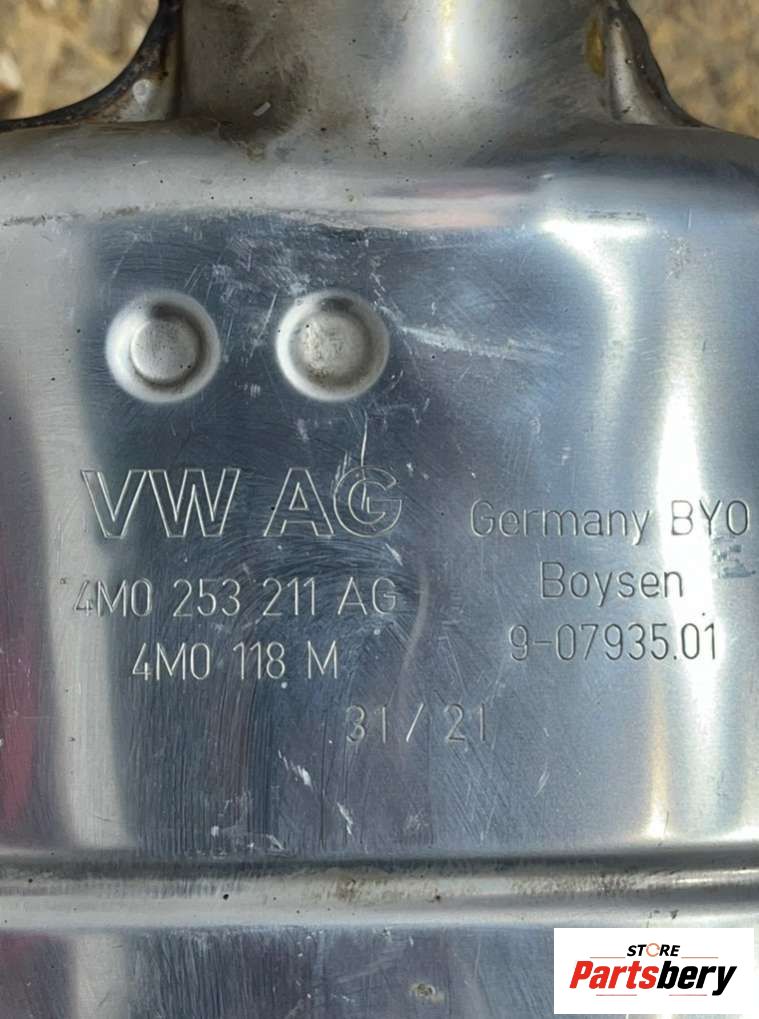 VW AG
4M0 253 211 AG
4M0 118 M
31 / 21
Germany BYO
Boysen
9-07935.01
STORE
Partsbery